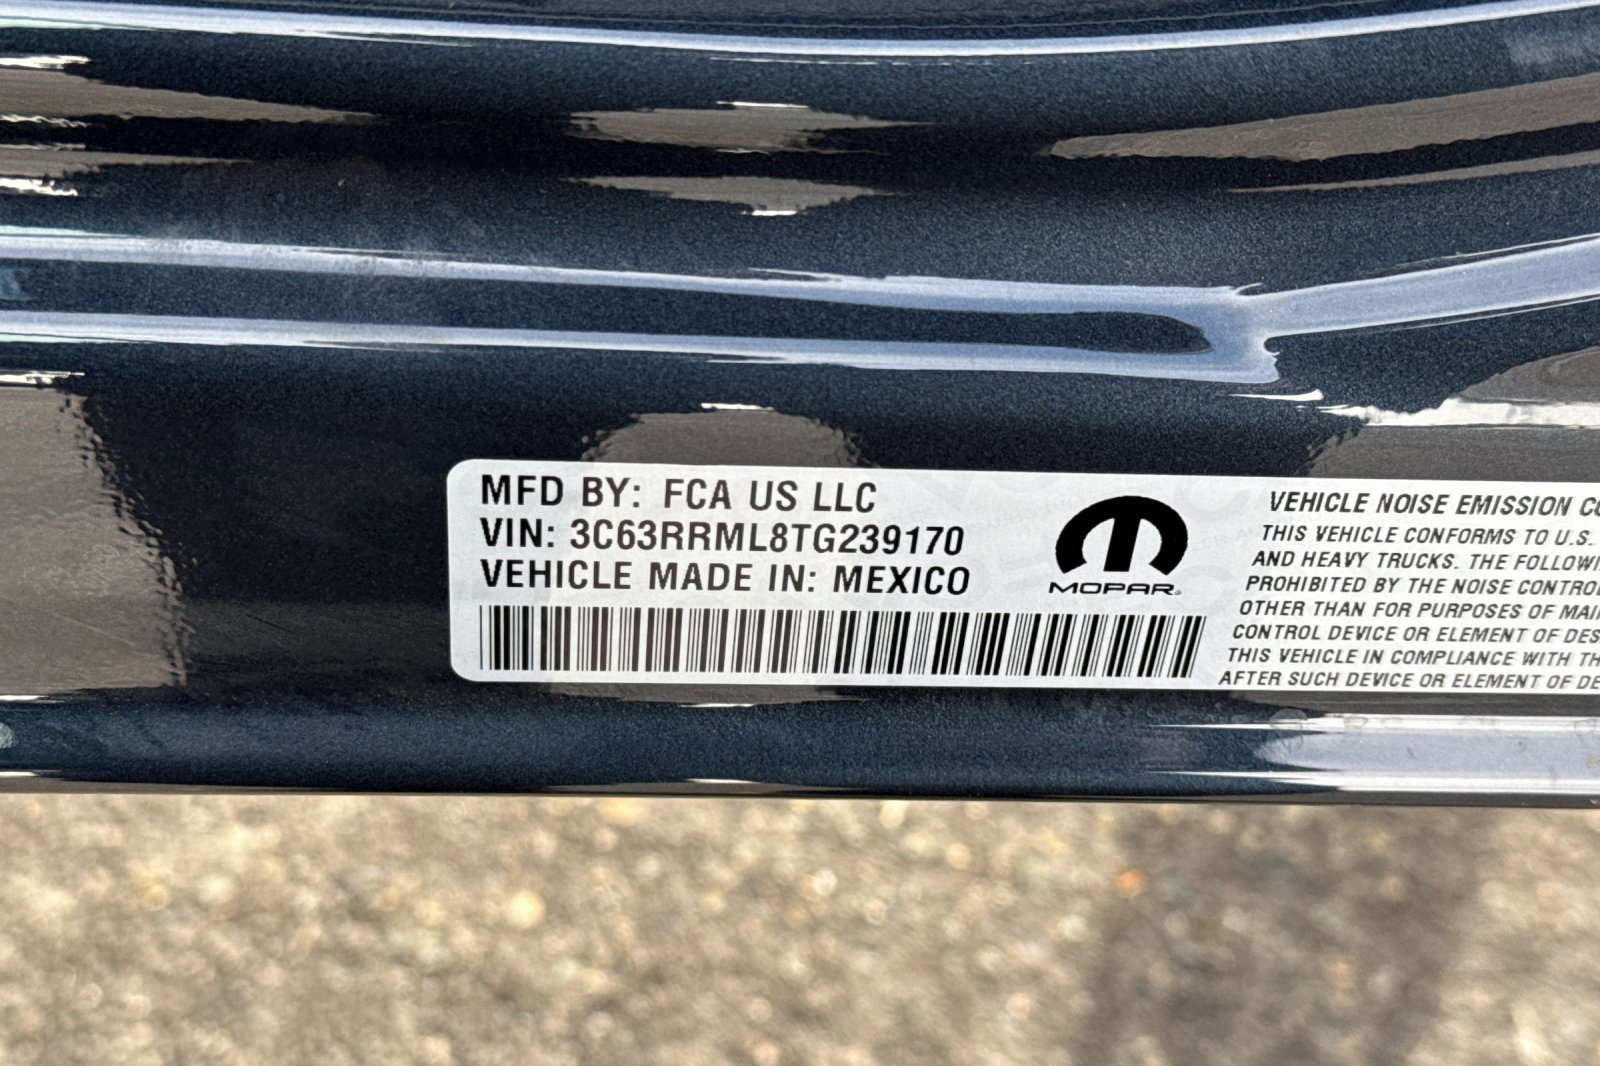 MFD BY: FCA US LLC
VIN: 3C63RRML8TG239170
VEHICLE MADE IN: MEXICO
MOPAR
VEHICLE NOISE EMISSION
THIS VEHICLE CONFORMS TO U.S.
AND HEAVY TRUCKS. THE
PROHIBITED BY THE NOISE
OTHER THAN FOR PURPOSES OF
CONTROL DEVICE OR ELEMENT OF
THIS VEHICLE IN COMPLIANCE WITH
AFTER SUCH DEVICE OR ELEMENT OF